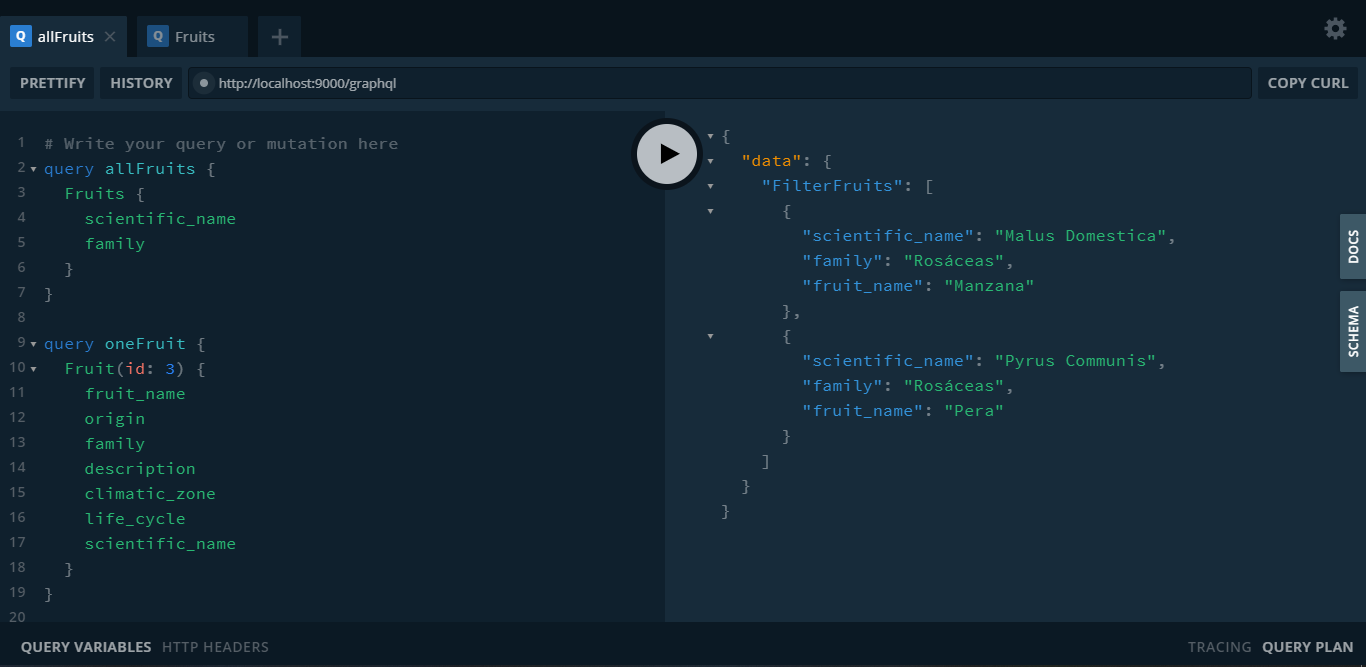 Q allFruits
Q Fruits
PRETTIFY HISTORY http://localhost:9000/graphql COPY CURL
1 # Write your query or mutation here
2 query allFruits {
3 Fruits {
4 scientific_name
5 family
6 }
7 }
8
9 query oneFruit {
10 Fruit(id: 3) {
11 fruit_name
12 origin
13 family
14 description
15 climatic_zone
16 life_cycle
17 scientific_name
18 }
19 }
20
{
"data": {
"FilterFruits": [
{
"scientific_name": "Malus Domestica",
"family": "Rosáceas",
"fruit_name": "Manzana"
},
{
"scientific_name": "Pyrus Communis",
"family": "Rosáceas",
"fruit_name": "Pera"
}
]
}
}
DOCS
SCHEMA
QUERY VARIABLES HTTP HEADERS
TRACING QUERY PLAN